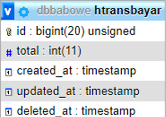 v dbbabowe htransbayar
id : bigint(20) unsigned
# total : int(11)
created_at : timestamp
updated_at : timestamp
deleted_at : timestamp